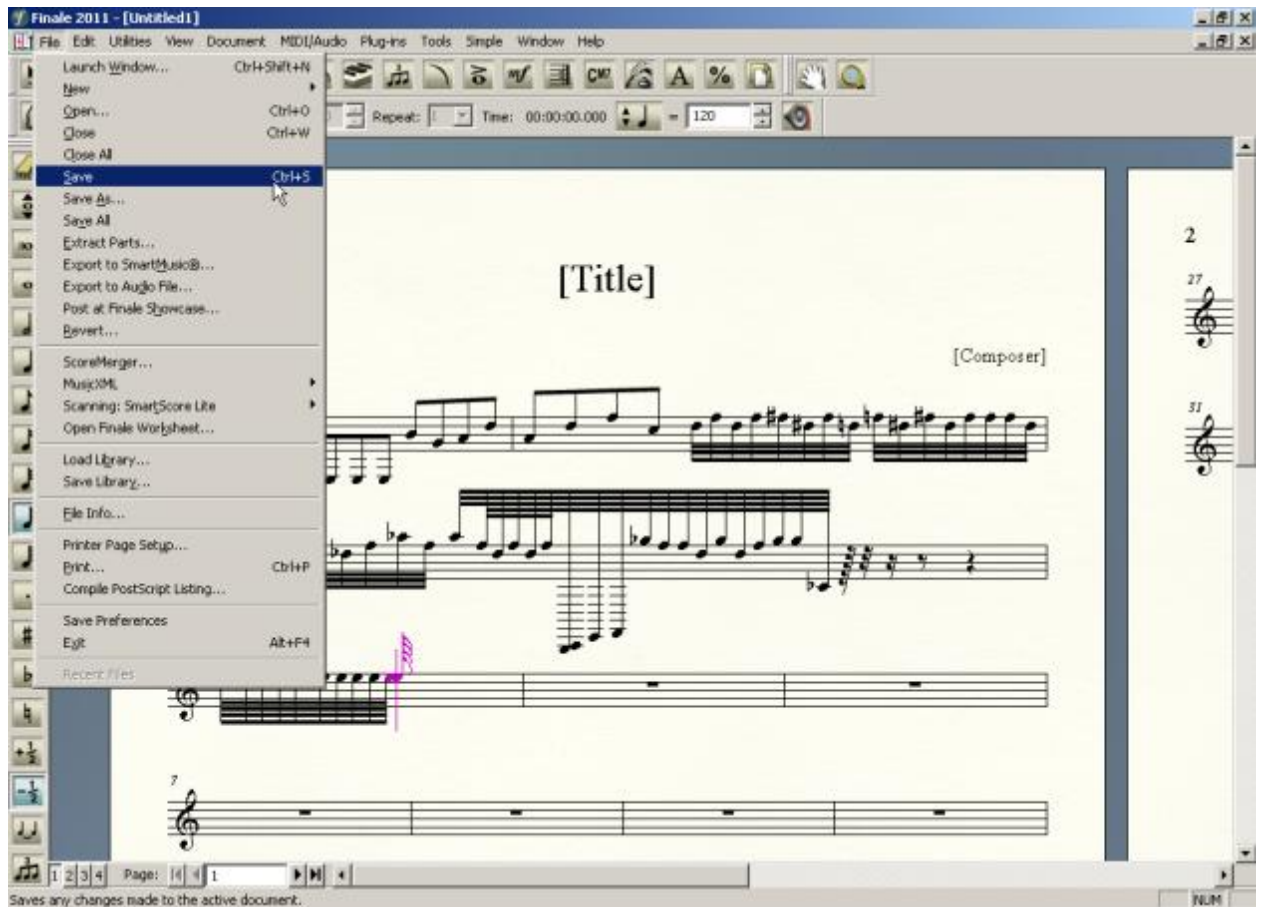 Finale 2011 - [Untitled1]
File Edit Utilities View Document MIDI/Audio Plug-ins Tools Simple Window Help
Launch Window... Ctrl+Shift+N
New
Open... Ctrl+O
Close Ctrl+W
Close All
Save Ctrl+S
Save As...
Save All
Extract Parts...
Export to SmartMusic®...
Export to Audio File...
Post at Finale Showcase...
Revert...
ScoreMerger...
MusicXML
Scanning: SmartScore Lite
Open Finale Worksheet...
Load Library...
Save Library...
File Info...
Printer Page Setup...
Print... Ctrl+P
Compile PostScript Listing...
Save Preferences
Exit Alt+F4
Recent Files
CM7 A %
Repeat: 1 Time: 00:00:00.000 = 120
[Title]
[Composer]
2
27
31
7
1 2 3 4 Page: 1
Saves any changes made to the active document. NUM